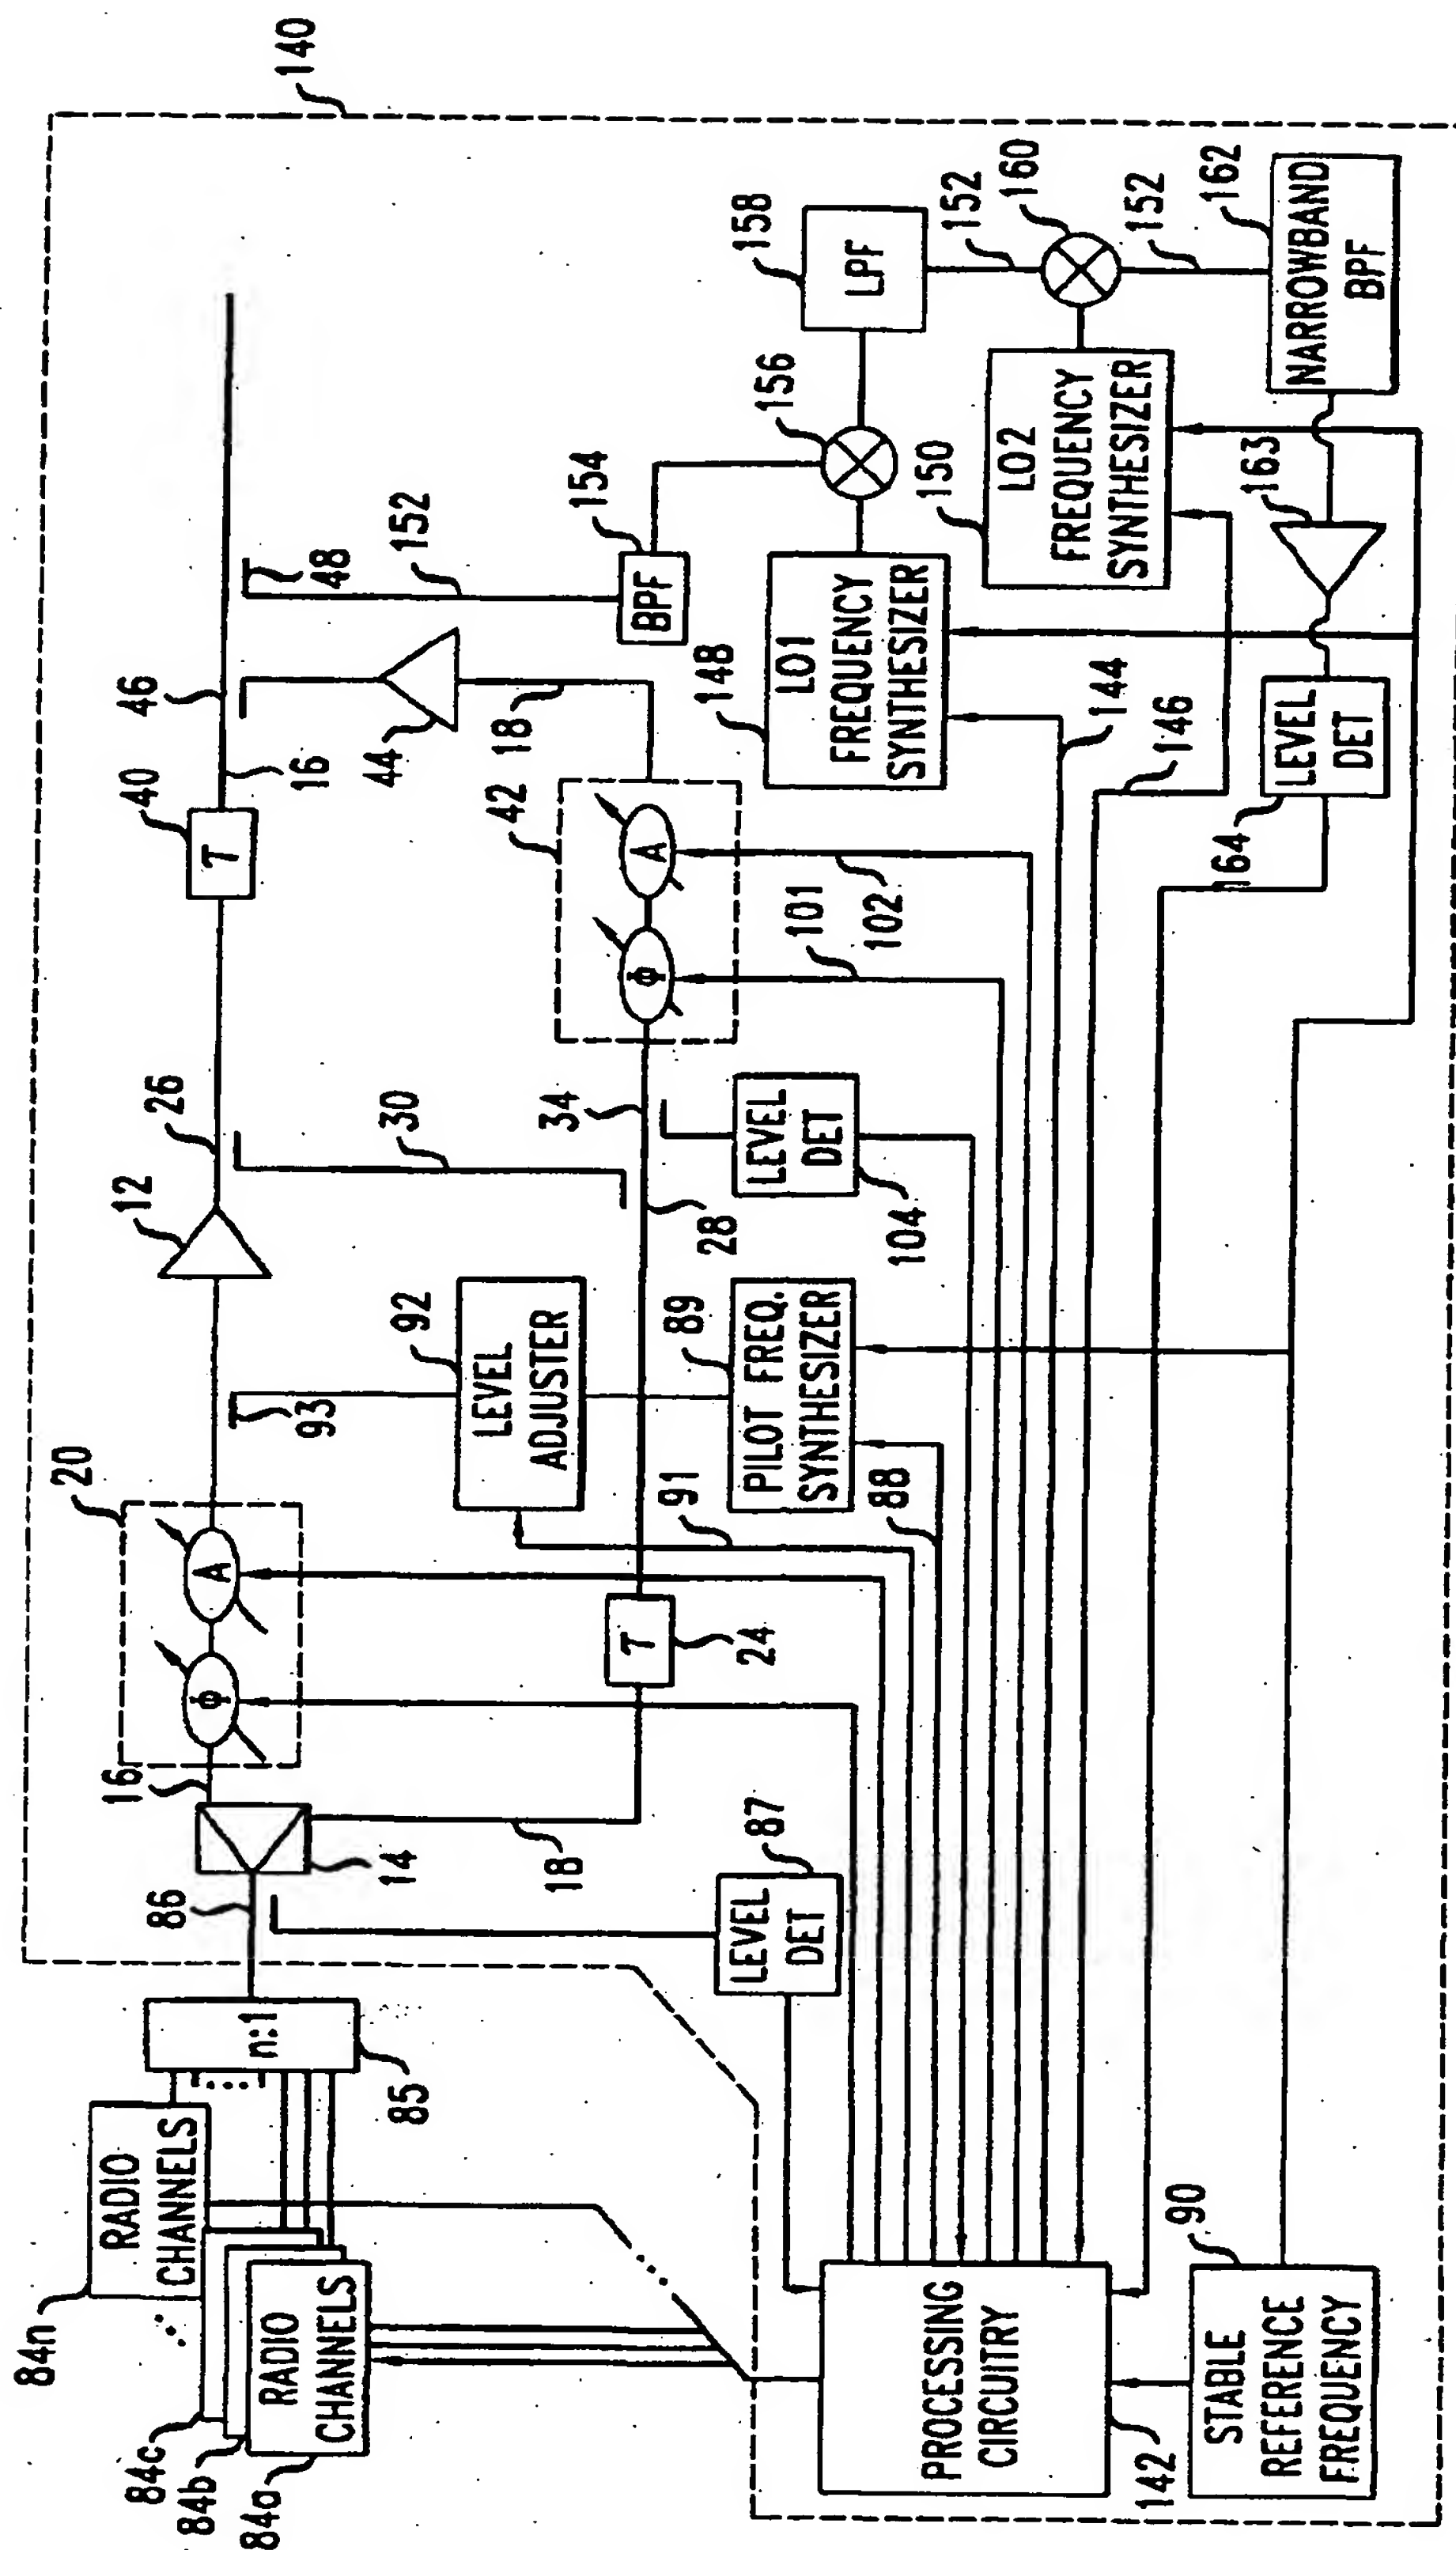 140
84n
RADIO
CHANNELS
84c
84b
84a
RADIO
CHANNELS
n:1
85
86
14
16
18
20
Φ
A
93
12
26
30
40
τ
16
46
48
152
44
18
92
LEVEL
ADJUSTER
τ
24
28
34
42
Φ
A
101
102
BPF
154
156
158
LPF
152
160
152
162
NARROWBAND
BPF
87
LEVEL
DET
91
88
89
PILOT FREQ.
SYNTHESIZER
LEVEL
DET
104
148
LO1
FREQUENCY
SYNTHESIZER
150
LO2
FREQUENCY
SYNTHESIZER
144
146
163
164
LEVEL
DET
PROCESSING
CIRCUITRY
142
90
STABLE
REFERENCE
FREQUENCY